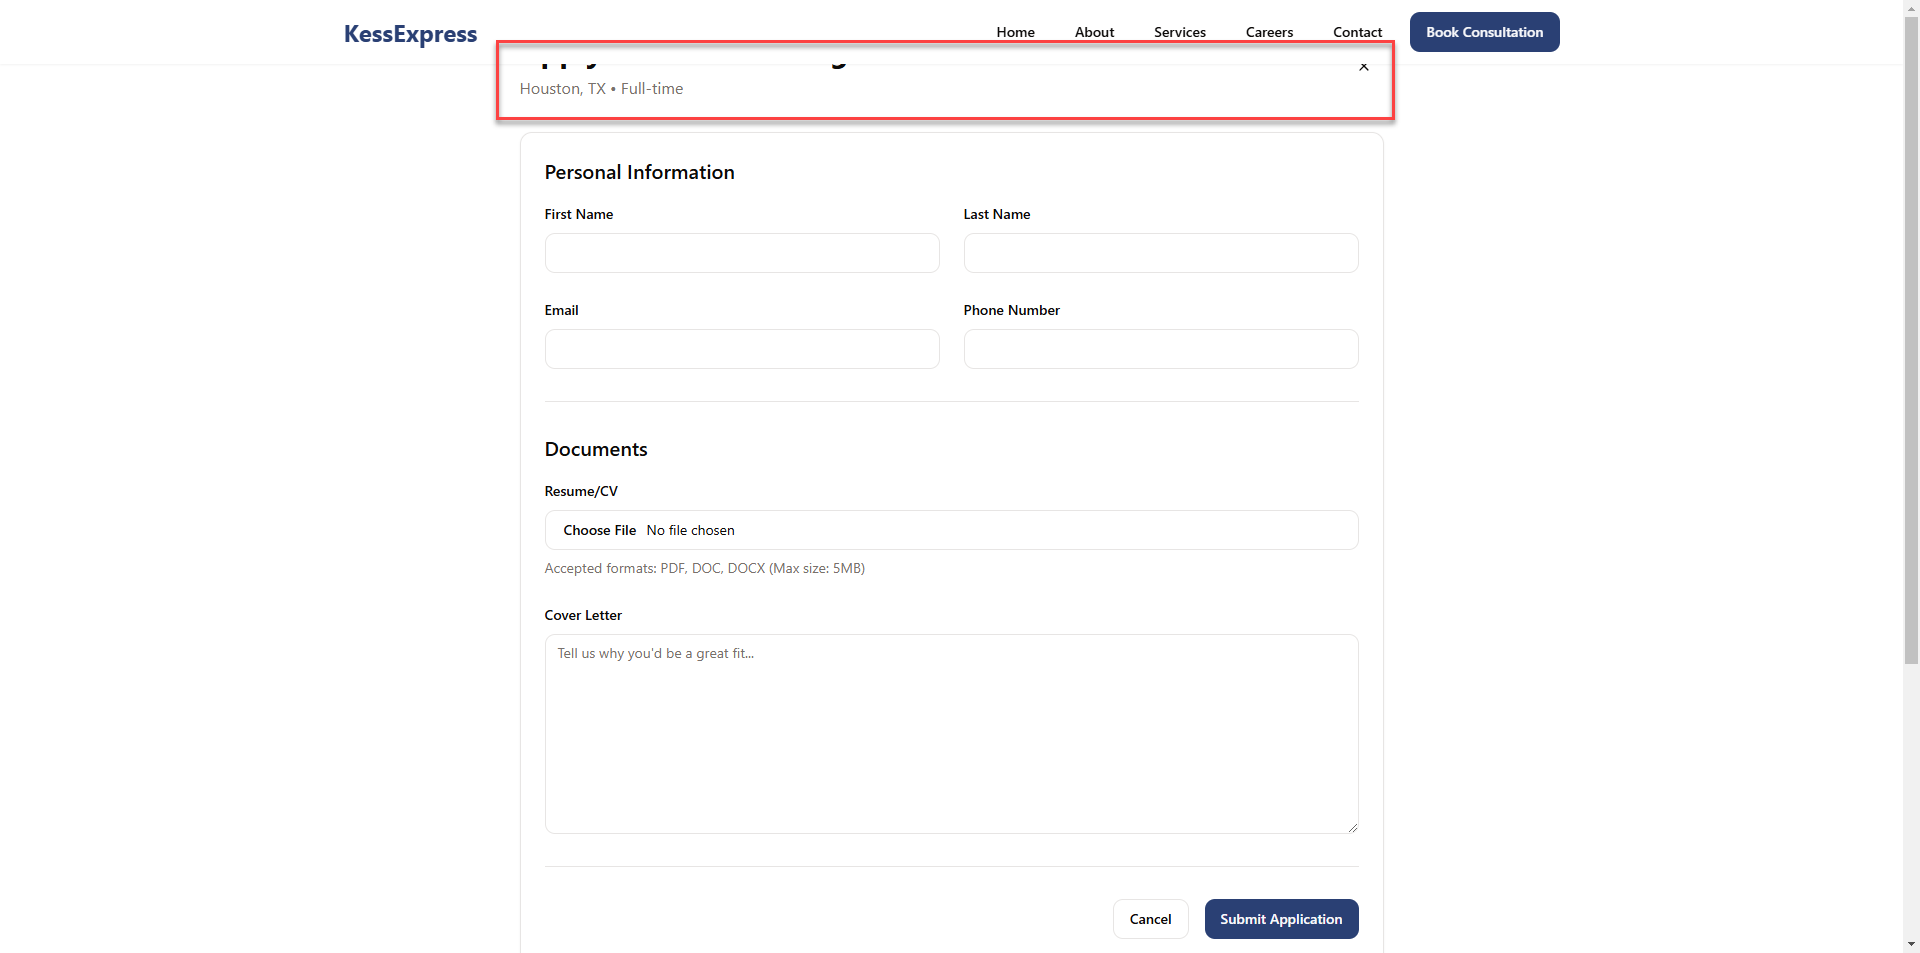 KessExpress
Home About Services Careers Contact Book Consultation
Houston, TX • Full-time
Personal Information
First Name Last Name
Email Phone Number
Documents
Resume/CV
Choose File No file chosen
Accepted formats: PDF, DOC, DOCX (Max size: 5MB)
Cover Letter
Tell us why you'd be a great fit...
Cancel Submit Application